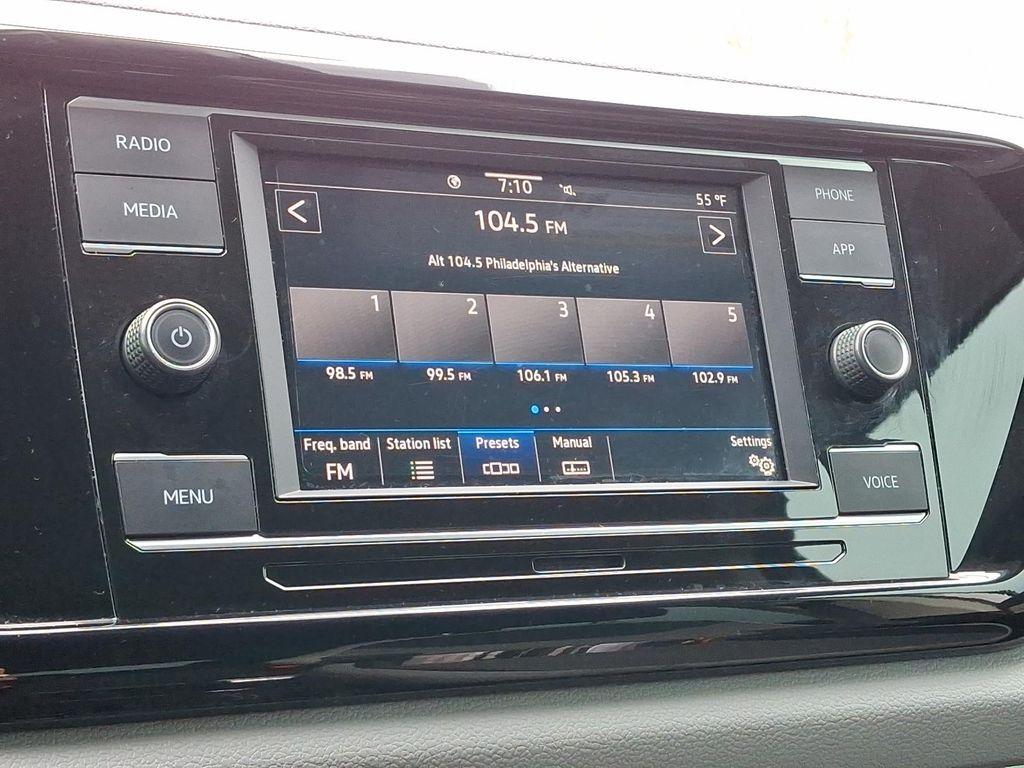 RADIO
MEDIA
MENU
7:10
55 °F
104.5 FM
Alt 104.5 Philadelphia's Alternative
1 2 3 4 5
98.5 FM 99.5 FM 106.1 FM 105.3 FM 102.9 FM
Freq. band Station list Presets Manual Settings
FM
PHONE
APP
VOICE